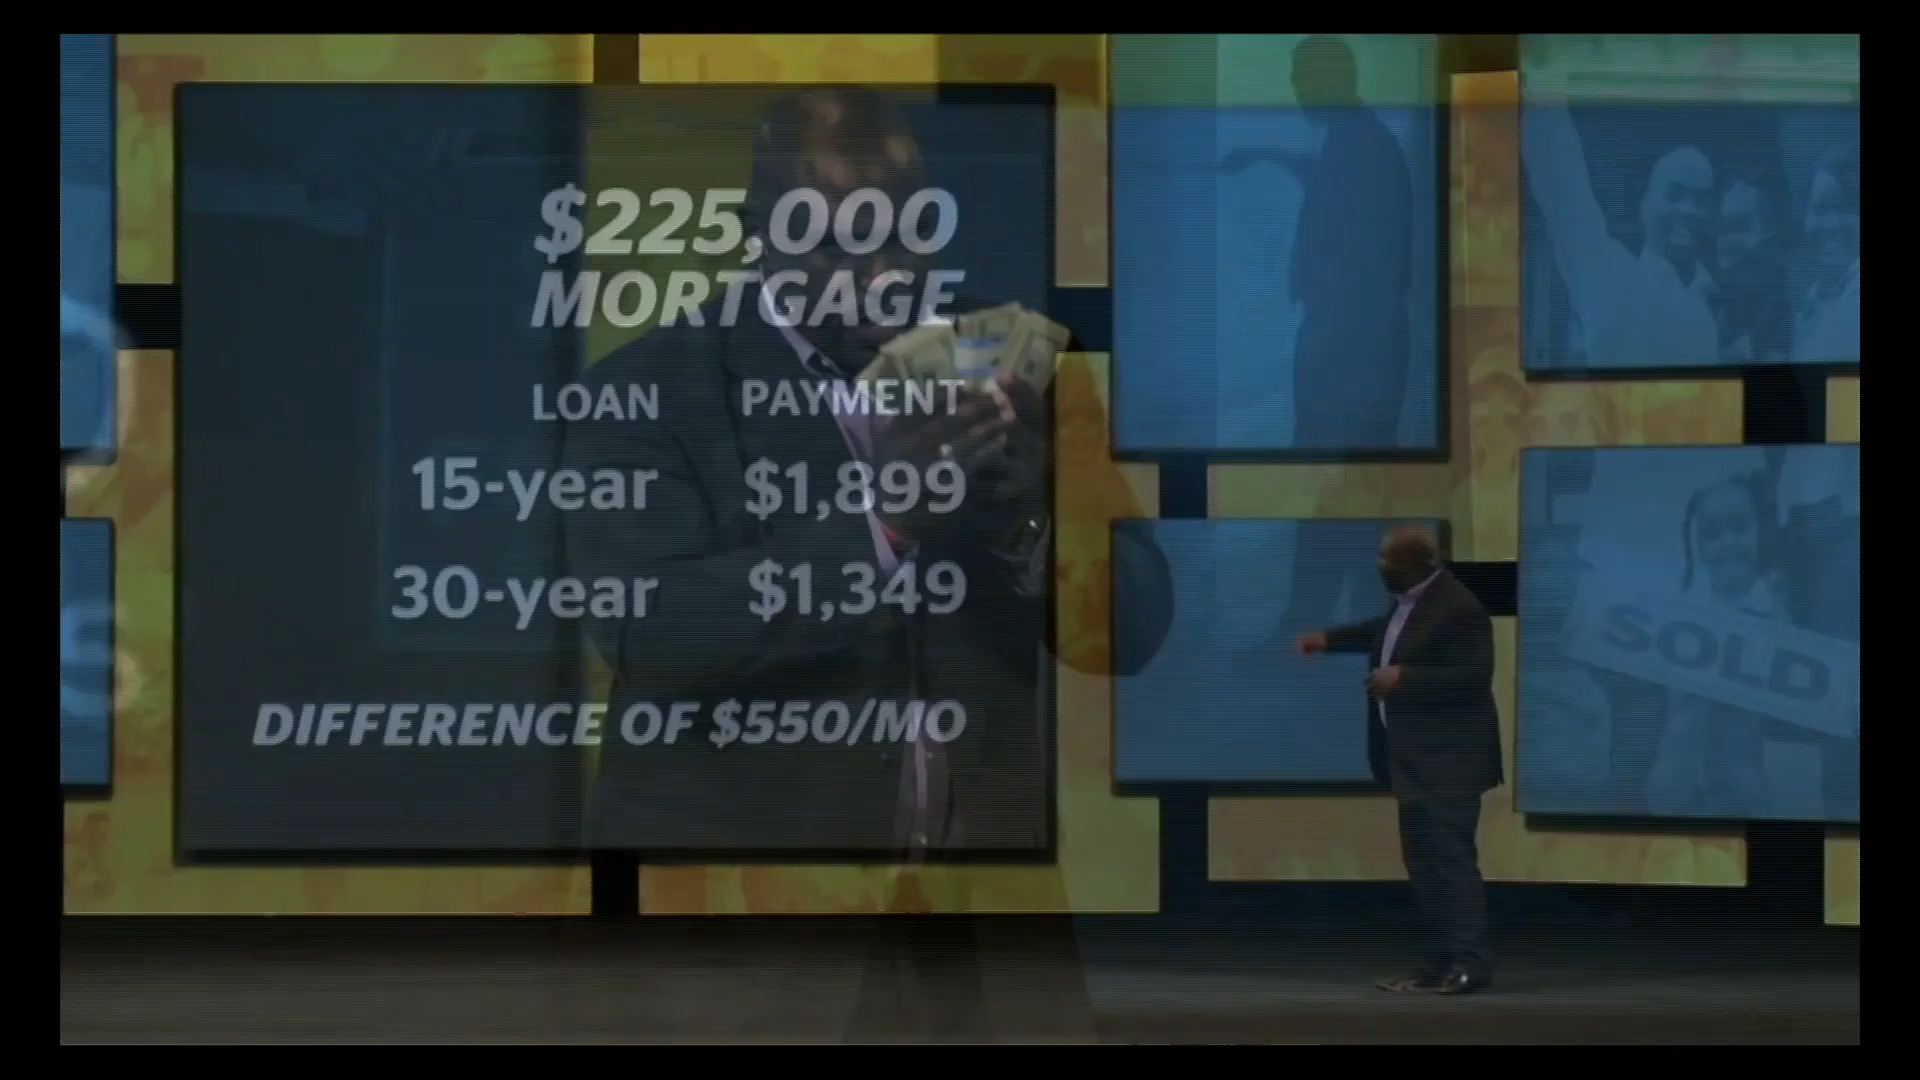 $225,000
MORTGAGE
LOAN PAYMENT
15-year $1,899
30-year $1,349
DIFFERENCE OF $550/MO
SOLD